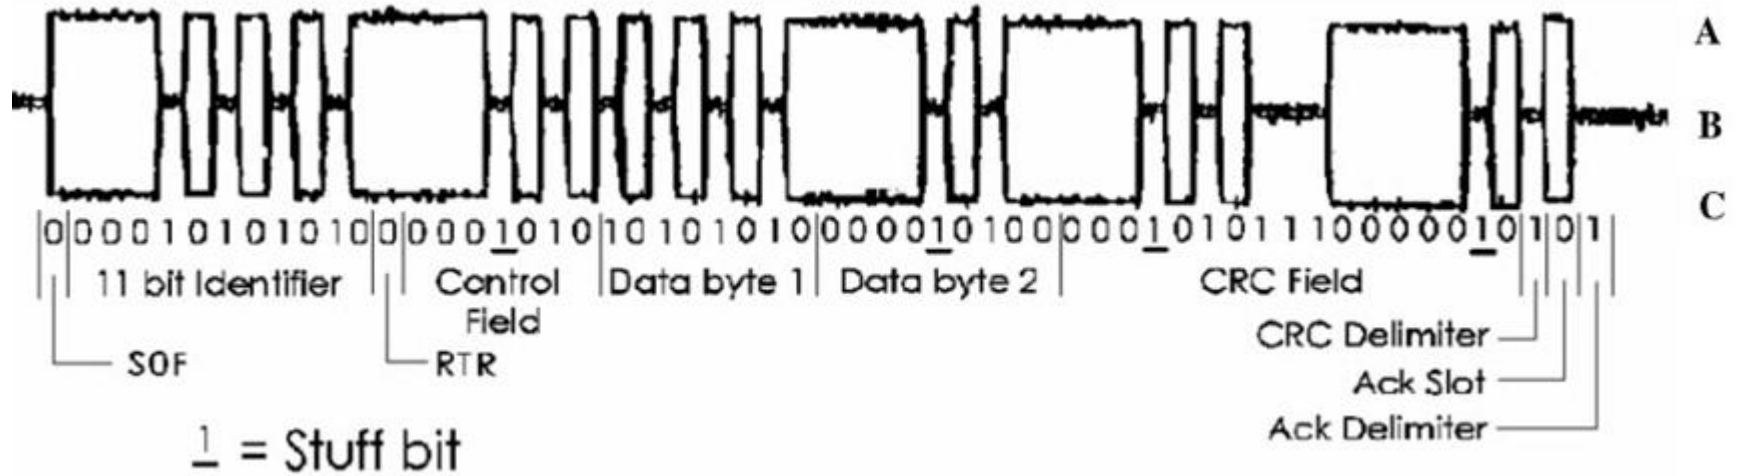 A
B
C
0 0 0 0 1 0 1 0 1 0 1 0 0 0 0 0 1 0 1 0 1 0 1 0 1 0 1 0 0 0 0 0 1 0 1 0 0 0 0 0 1 0 1 0 1 1 1 0 0 0 0 0 1 0 1 0 1
11 bit Identifier Control Field Data byte 1 Data byte 2 CRC Field
SOF RTR CRC Delimiter
Ack Slot
Ack Delimiter
1 = Stuff bit